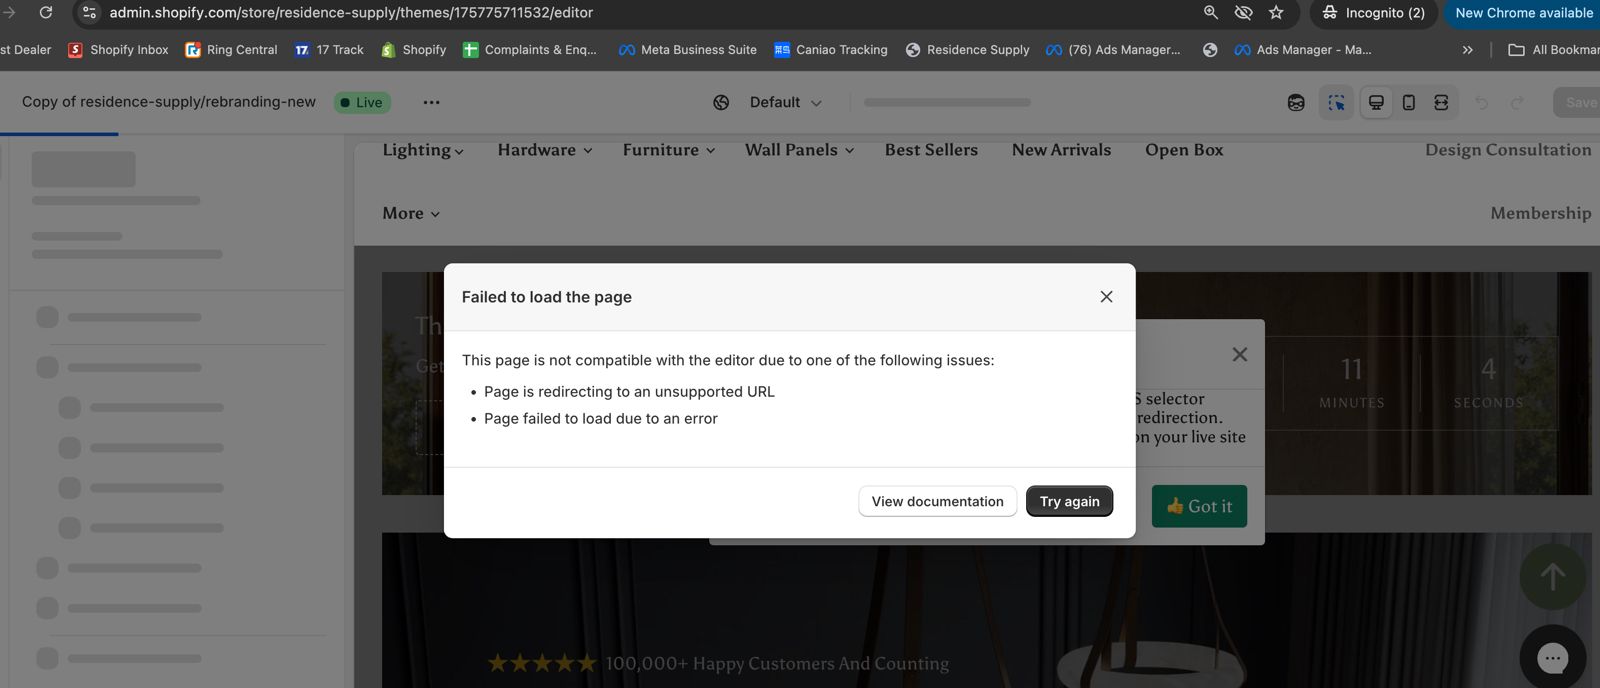 admin.shopify.com/store/residence-supply/themes/175775711532/editor
Incognito (2)
New Chrome available
st Dealer
Shopify Inbox
Ring Central
17 Track
Shopify
Complaints & Enq...
Meta Business Suite
Caniao Tracking
Residence Supply
(76) Ads Manager...
Ads Manager - Ma...
All Bookmar
Copy of residence-supply/rebranding-new
Live
Default
Save
Lighting
Hardware
Furniture
Wall Panels
Best Sellers
New Arrivals
Open Box
Design Consultation
More
Membership
Failed to load the page
This page is not compatible with the editor due to one of the following issues:
• Page is redirecting to an unsupported URL
• Page failed to load due to an error
View documentation
Try again
Th
Get
S selector
redirection.
on your live site
👍 Got it
11
MINUTES
4
SECONDS
★★★★★ 100,000+ Happy Customers And Counting